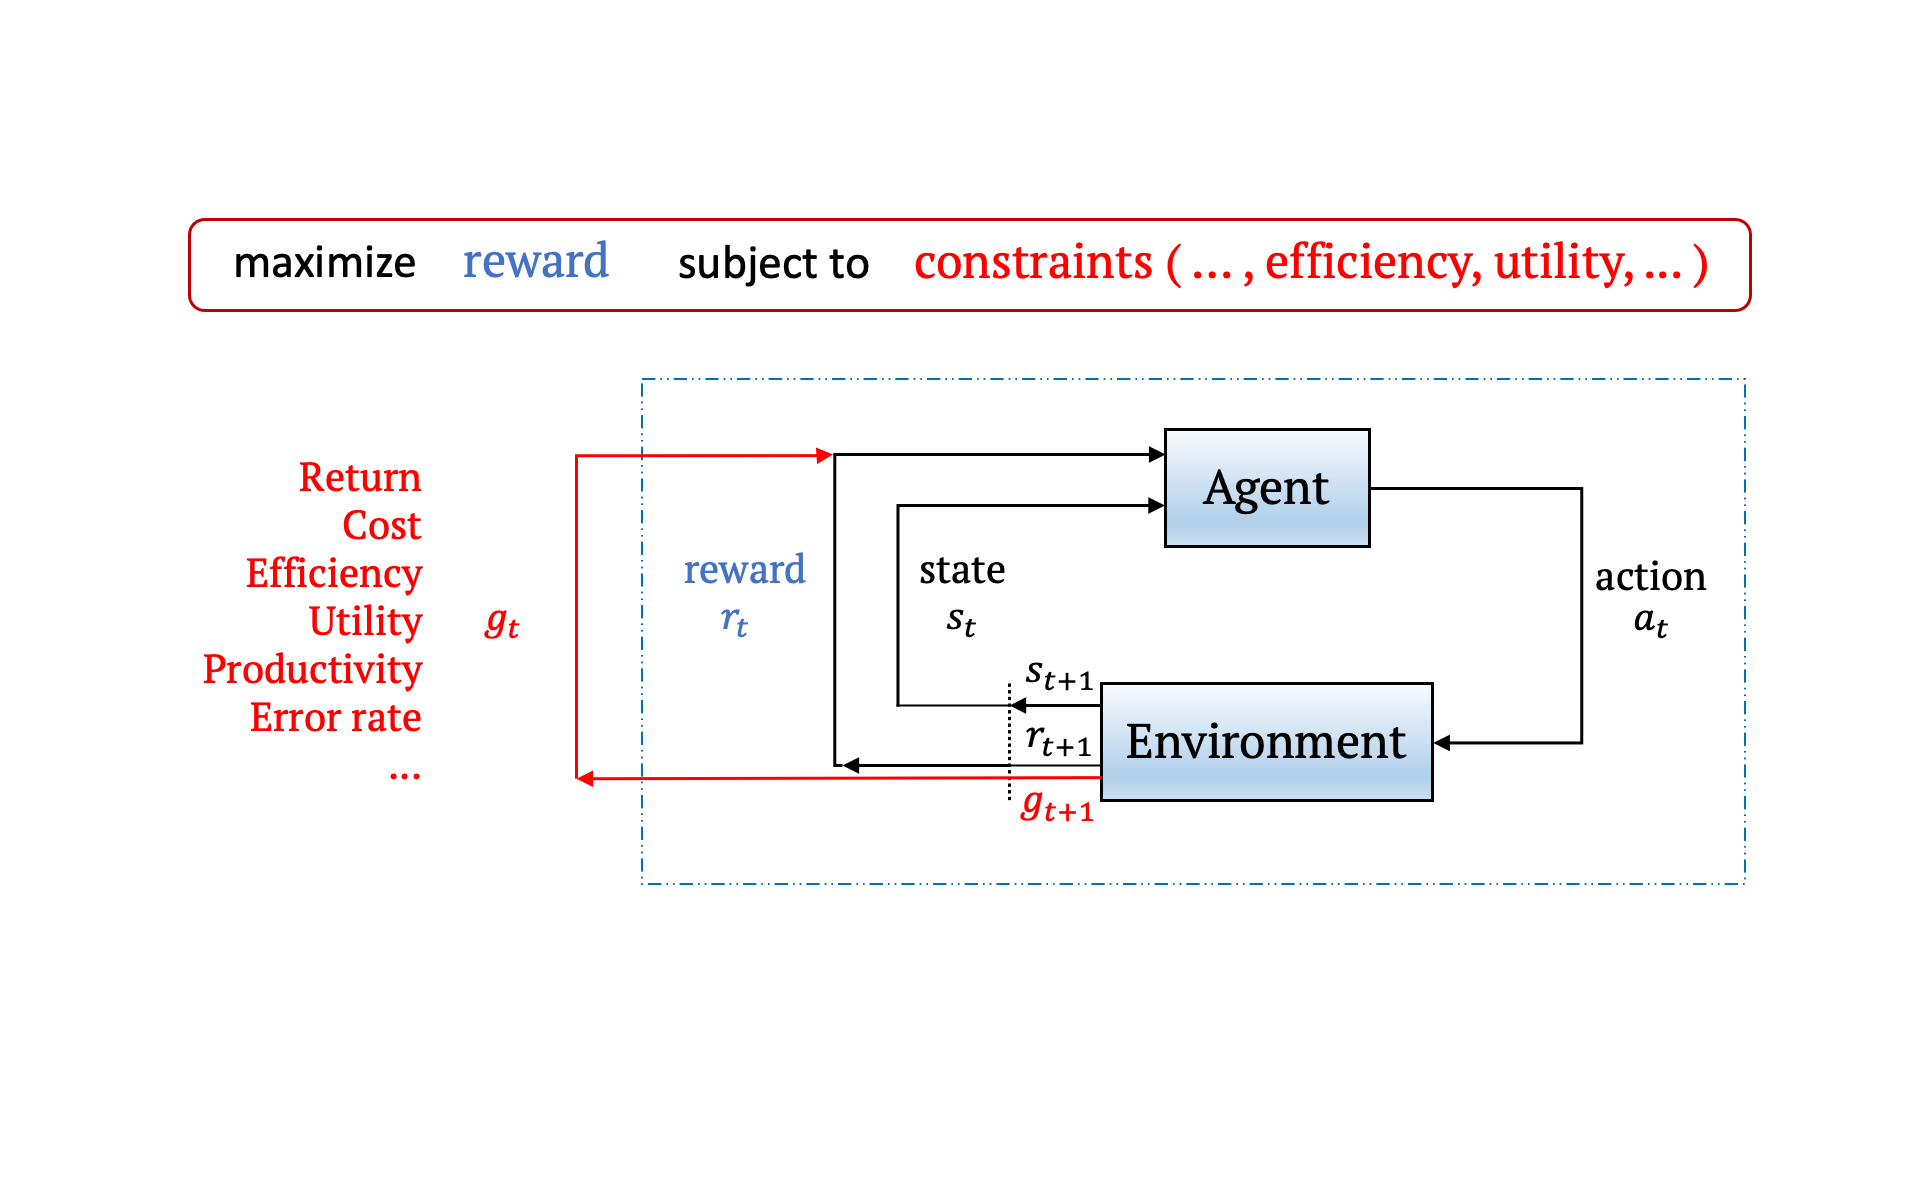 maximize reward subject to constraints ( ... , efficiency, utility, ... )
Return
Cost
Efficiency
Utility
Productivity
Error rate
...
g_t
reward
r_t
state
s_t
Agent
action
a_t
s_{t+1}
r_{t+1}
g_{t+1}
Environment